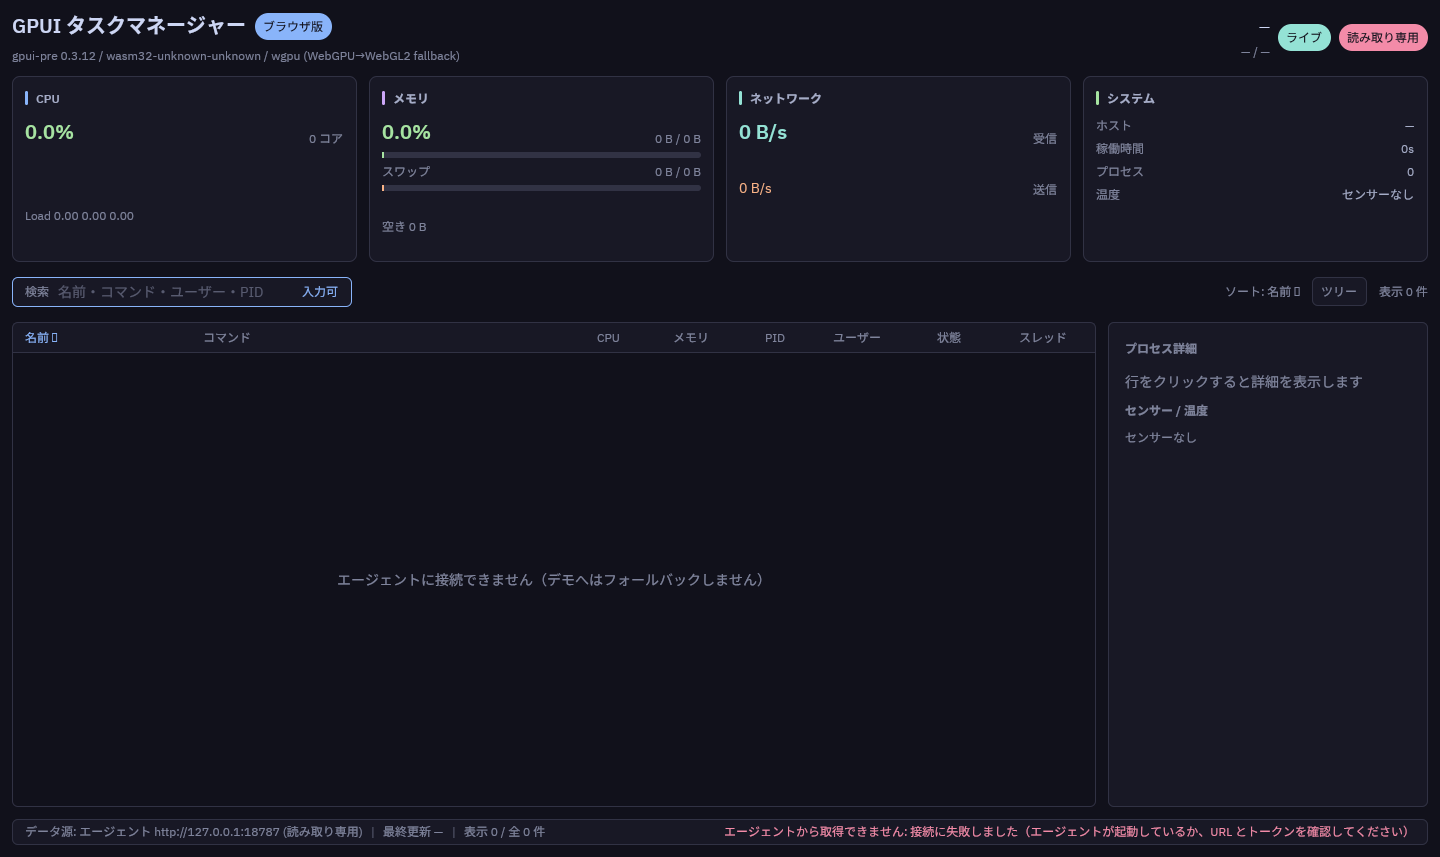 GPUI タスクマネージャー ブラウザ版
gpui-pre 0.3.12 / wasm32-unknown-unknown / wgpu (WebGPU→WebGL2 fallback)
—
— / —
ライブ 読み取り専用
CPU
0.0%
0 コア
Load 0.00 0.00 0.00
メモリ
0.0%
0 B / 0 B
スワップ 0 B / 0 B
空き 0 B
ネットワーク
0 B/s 受信
0 B/s 送信
システム
ホスト —
稼働時間 0s
プロセス 0
温度 センサーなし
検索 名前・コマンド・ユーザー・PID 入力可
ソート: 名前 ツリー 表示 0 件
名前 コマンド CPU メモリ PID ユーザー 状態 スレッド
エージェントに接続できません（デモへはフォールバックしません）
プロセス詳細
行をクリックすると詳細を表示します
センサー / 温度
センサーなし
データ源: エージェント http://127.0.0.1:18787 (読み取り専用) | 最終更新 — | 表示 0 / 全 0 件
エージェントから取得できません: 接続に失敗しました（エージェントが起動しているか、URL とトークンを確認してください）